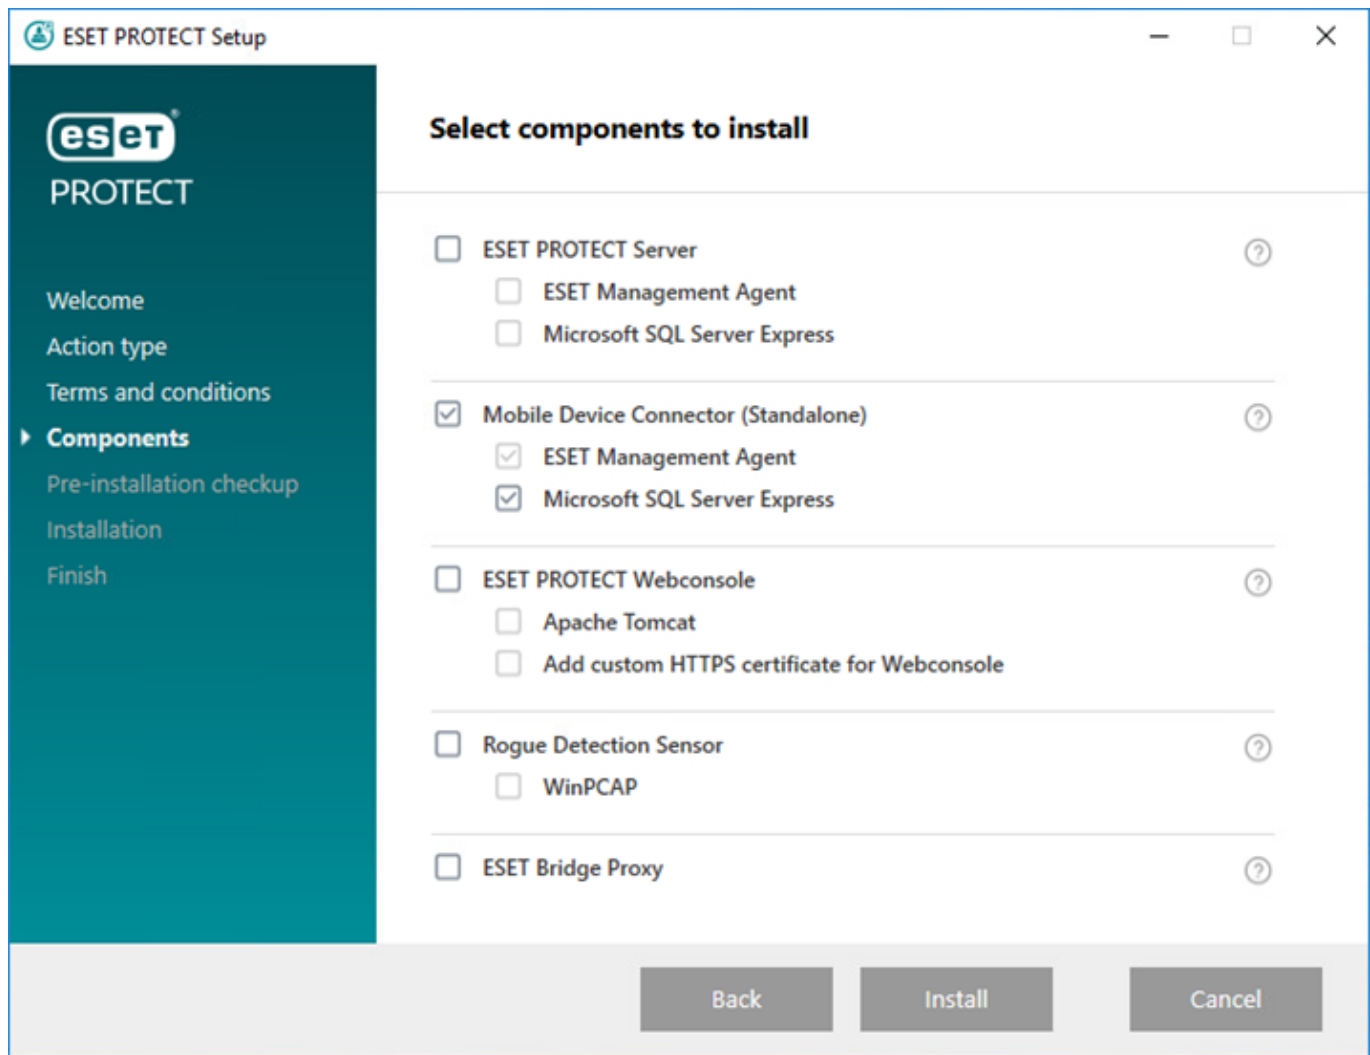 ESET PROTECT Setup
eseT®
PROTECT
Welcome
Action type
Terms and conditions
Components
Pre-installation checkup
Installation
Finish
Select components to install
ESET PROTECT Server
ESET Management Agent
Microsoft SQL Server Express
Mobile Device Connector (Standalone)
ESET Management Agent
Microsoft SQL Server Express
ESET PROTECT Webconsole
Apache Tomcat
Add custom HTTPS certificate for Webconsole
Rogue Detection Sensor
WinPCAP
ESET Bridge Proxy
Back
Install
Cancel